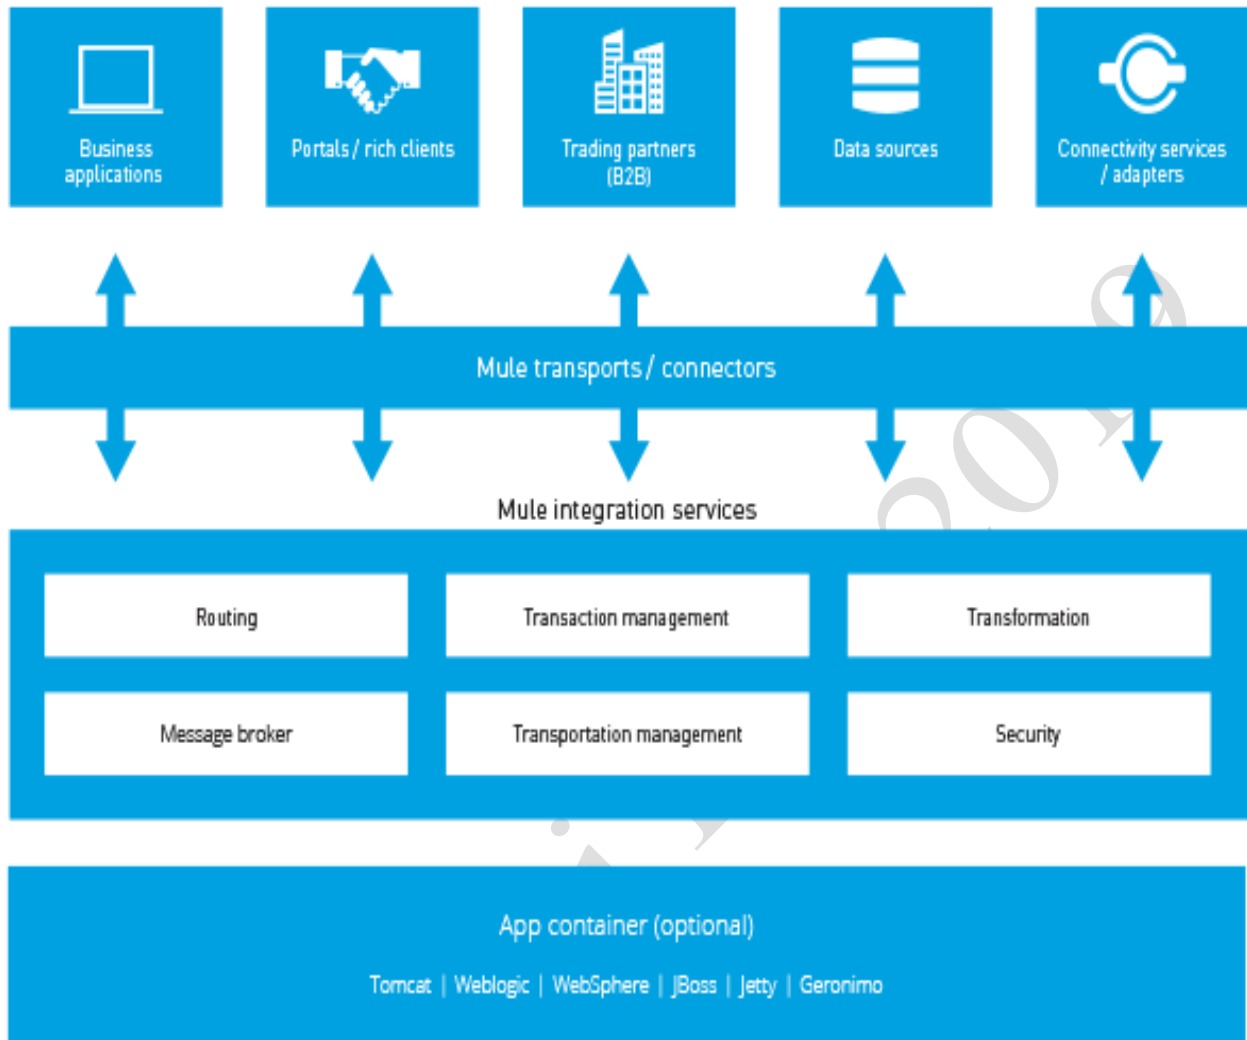 Business
applications
Portals / rich clients
Trading partners
(B2B)
Data sources
Connectivity services
/ adapters
Mule transports / connectors
Mule integration services
Routing
Transaction management
Transformation
Message broker
Transportation management
Security
App container (optional)
Tomcat | Weblogic | WebSphere | JBoss | Jetty | Geronimo